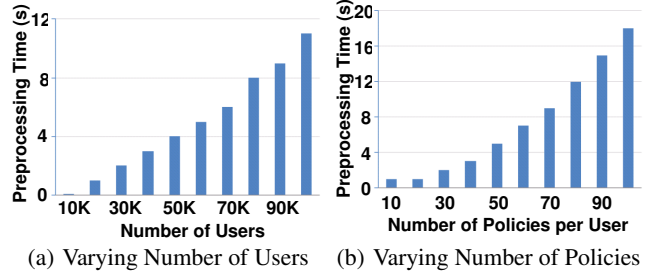 Preprocessing Time (s)
12
8
4
0
10K 30K 50K 70K 90K
Number of Users
(a) Varying Number of Users
Preprocessing Time (s)
20
16
12
8
4
0
10 30 50 70 90
Number of Policies per User
(b) Varying Number of Policies